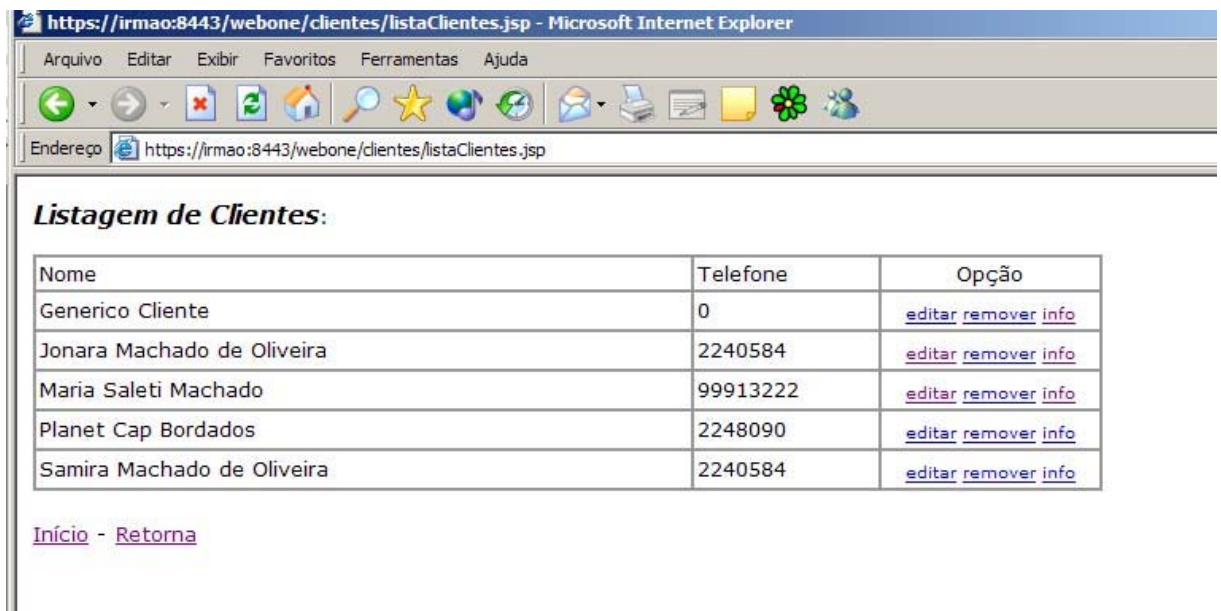 https://irmao:8443/webone/clientes/listaClientes.jsp - Microsoft Internet Explorer
Arquivo Editar Exibir Favoritos Ferramentas Ajuda
Endereço https://irmao:8443/webone/clientes/listaClientes.jsp
Listagem de Clientes:
Nome Telefone Opção
Generico Cliente 0 editar remover info
Jonara Machado de Oliveira 2240584 editar remover info
Maria Saleti Machado 99913222 editar remover info
Planet Cap Bordados 2248090 editar remover info
Samira Machado de Oliveira 2240584 editar remover info
Início - Retorna